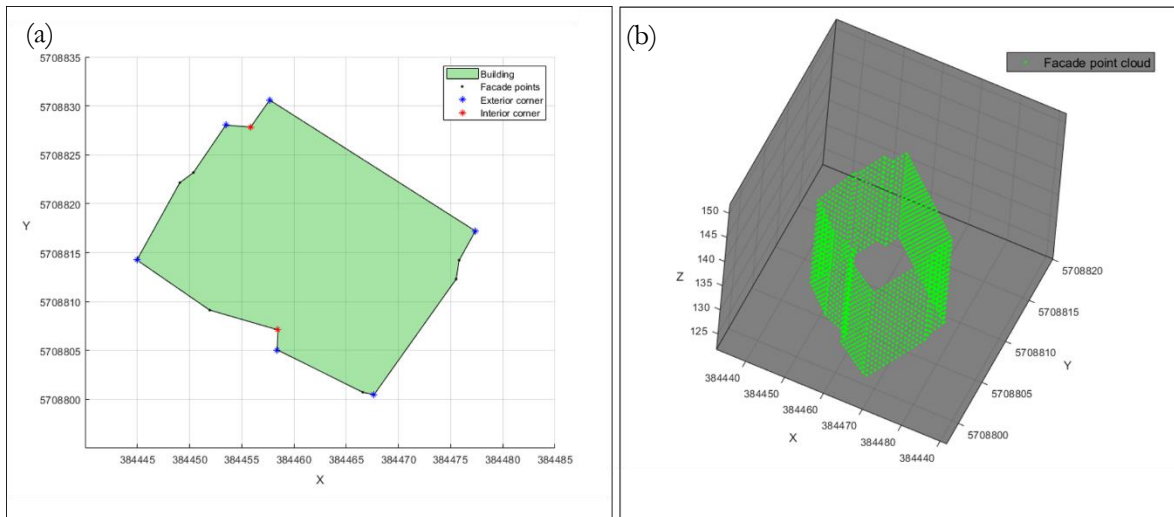 (a)
5708835
5708830
5708825
5708820
5708815
5708810
5708805
5708800
Y
384445 384450 384455 384460 384465 384470 384475 384480 384485
X
Building
Facade points
Exterior corner
Interior corner
(b)
Facade point cloud
150
145
140
135
130
125
Z
384440
384450
384460
384470
384480
384440
X
5708820
5708815
5708810
5708805
5708800
Y